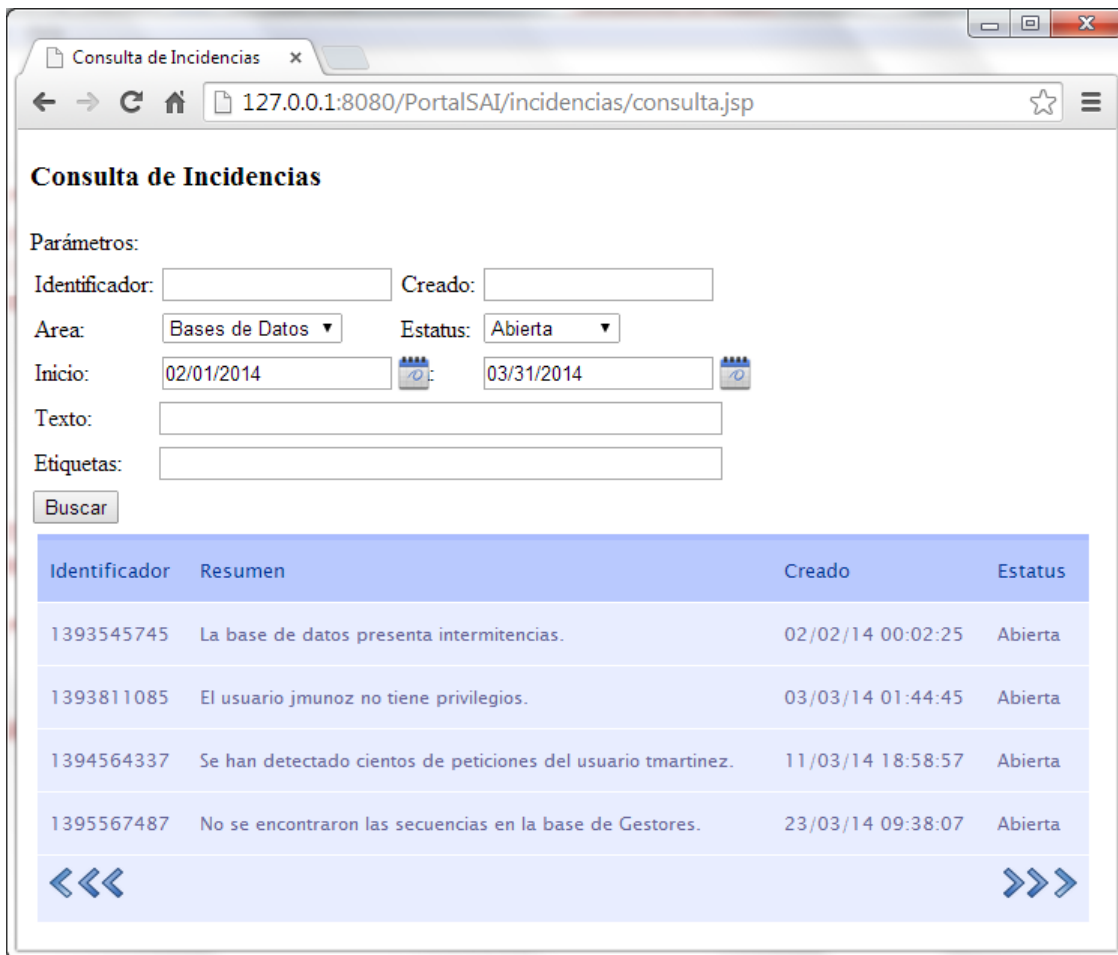 Consulta de Incidencias
127.0.0.1:8080/PortalSAI/incidencias/consulta.jsp
Consulta de Incidencias
Parámetros:
Identificador: Creado:
Area: Bases de Datos Estatus: Abierta
Inicio: 02/01/2014 : 03/31/2014
Texto:
Etiquetas:
Buscar
Identificador Resumen Creado Estatus
1393545745 La base de datos presenta intermitencias. 02/02/14 00:02:25 Abierta
1393811085 El usuario jmunoz no tiene privilegios. 03/03/14 01:44:45 Abierta
1394564337 Se han detectado cientos de peticiones del usuario tmartinez. 11/03/14 18:58:57 Abierta
1395567487 No se encontraron las secuencias en la base de Gestores. 23/03/14 09:38:07 Abierta